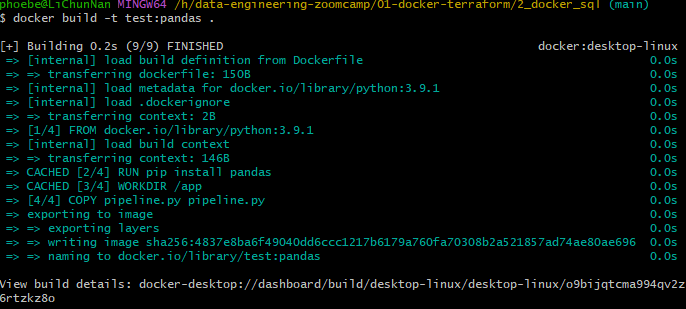 phoebe@LiChunNan MINGW64 /h/data-engineering-zoomcamp/01-docker-terraform/2_docker_sql (main)
$ docker build -t test:pandas .
[+] Building 0.2s (9/9) FINISHED docker:desktop-linux
=> [internal] load build definition from Dockerfile 0.0s
=> => transferring dockerfile: 150B 0.0s
=> [internal] load metadata for docker.io/library/python:3.9.1 0.0s
=> [internal] load .dockerignore 0.0s
=> => transferring context: 2B 0.0s
=> [1/4] FROM docker.io/library/python:3.9.1 0.0s
=> [internal] load build context 0.0s
=> => transferring context: 146B 0.0s
=> CACHED [2/4] RUN pip install pandas 0.0s
=> CACHED [3/4] WORKDIR /app 0.0s
=> [4/4] COPY pipeline.py pipeline.py 0.0s
=> exporting to image 0.0s
=> => exporting layers 0.0s
=> => writing image sha256:4837e8ba6f49040dd6ccc1217b6179a760fa70308b2a521857ad74ae80ae696 0.0s
=> => naming to docker.io/library/test:pandas 0.0s
View build details: docker-desktop://dashboard/build/desktop-linux/desktop-linux/o9bijqtcma994qv2z
6rtzkz8o